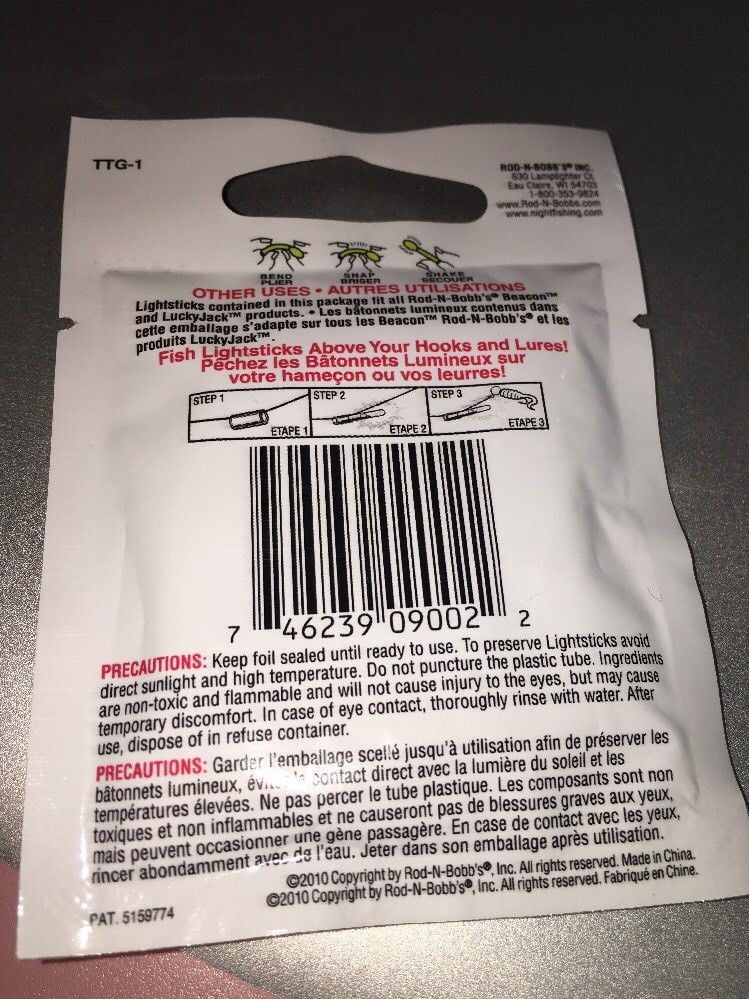 TTG-1
ROD-N-BOBB'S® INC.
530 Lamplighter Ct.
Eau Claire, WI 54703
1-800-353-9824
www.Rod-N-Bobbs.com
www.nightfishing.com
BEND
PLIER
SNAP
BRISER
SHAKE
SECOUER
OTHER USES • AUTRES UTILISATIONS
Lightsticks contained in this package fit all Rod-N-Bobb's® Beacon™
and LuckyJack™ products. • Les bâtonnets lumineux contenus dans
cette emballage s'adapte sur tous les Beacon™ Rod-N-Bobb's® et les
produits LuckyJack™.
Fish Lightsticks Above Your Hooks and Lures!
Pêchez les Bâtonnets Lumineux sur
votre hameçon ou vos leurres!
STEP 1
ETAPE 1
STEP 2
ETAPE 2
STEP 3
ETAPE 3
7 46239 09002 2
PRECAUTIONS: Keep foil sealed until ready to use. To preserve Lightsticks avoid
direct sunlight and high temperature. Do not puncture the plastic tube. Ingredients
are non-toxic and flammable and will not cause injury to the eyes, but may cause
temporary discomfort. In case of eye contact, thoroughly rinse with water. After
use, dispose of in refuse container.
PRECAUTIONS: Garder l'emballage scellé jusqu'à utilisation afin de préserver les
bâtonnets lumineux, contact direct avec la lumière du soleil et les
températures élevées. Ne pas percer le tube plastique. Les composants sont non
toxiques et non inflammables et ne causeront pas de blessures graves aux yeux,
mais peuvent occasionner une gène passagère. En case de contact avec les yeux,
rincer abondamment avec de l'eau. Jeter dans son emballage après utilisation.
©2010 Copyright by Rod-N-Bobb's®, Inc. All rights reserved. Made in China.
©2010 Copyright by Rod-N-Bobb's®, Inc. All rights reserved. Fabriqué en Chine.
PAT. 5159774